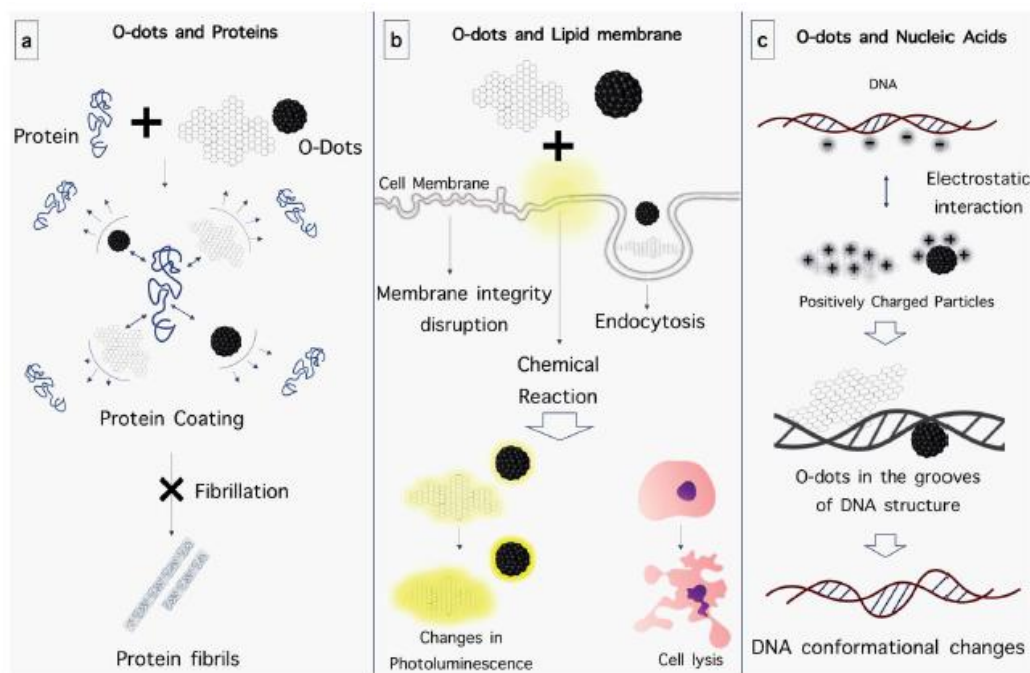 a
O-dots and Proteins
Protein
O-Dots
Protein Coating
Fibrillation
Protein fibrils
b
O-dots and Lipid membrane
Cell Membrane
Membrane integrity
disruption
Endocytosis
Chemical
Reaction
Changes in
Photoluminescence
Cell lysis
c
O-dots and Nucleic Acids
DNA
Electrostatic
interaction
Positively Charged Particles
O-dots in the grooves
of DNA structure
DNA conformational changes